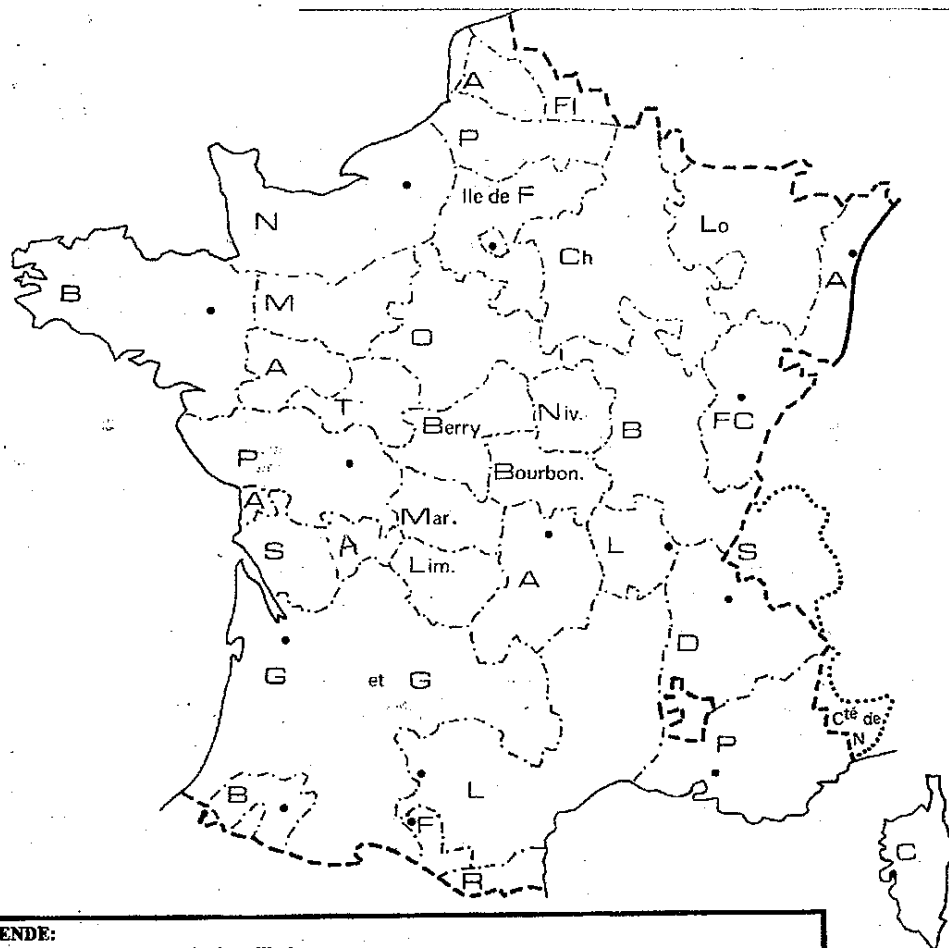 A
Fl
P
Ile de F
N
Lo
Ch
A
B
M
O
A
T
Berry
Niv.
B
FC
P
Bourbon.
A
Mar.
S
A
Lim.
A
L
S
D
G et G
Cté de
N
P
B
L
F
C
R
ENDE: